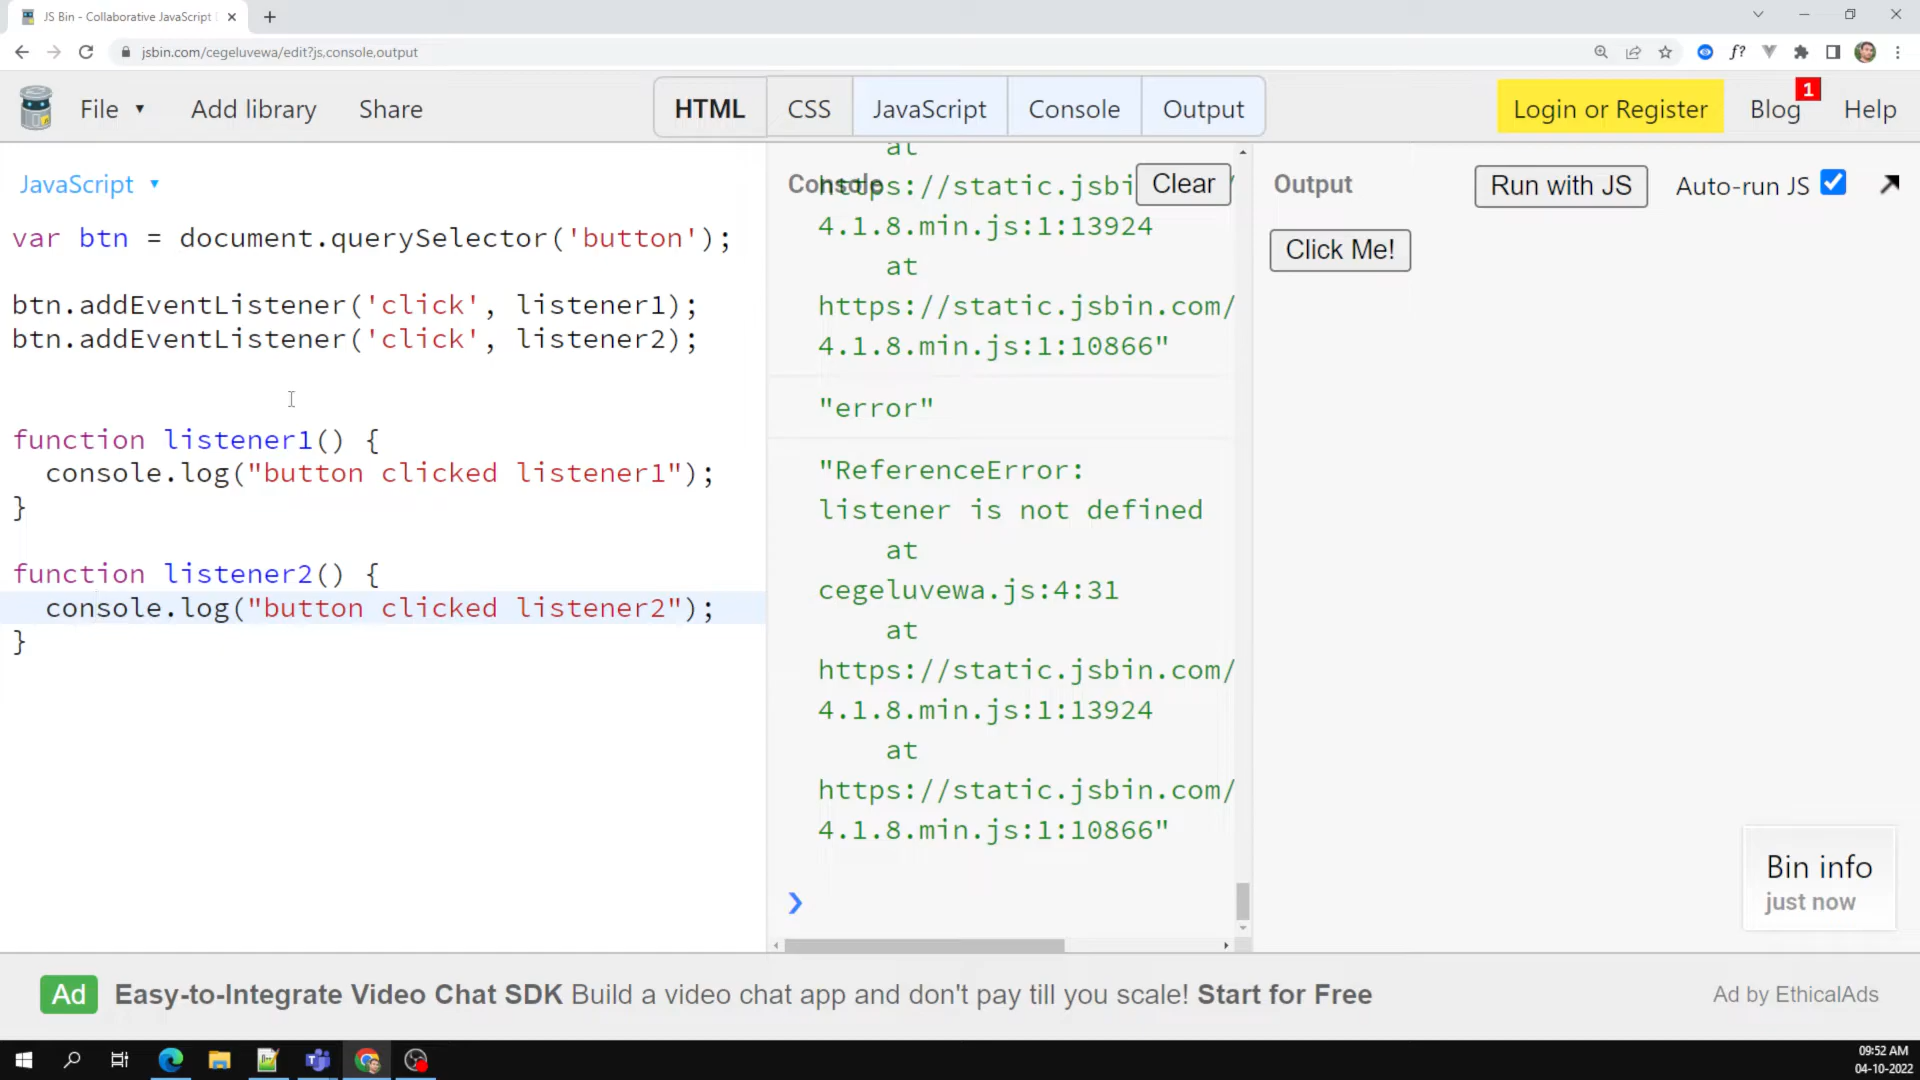 JS Bin - Collaborative JavaScript
jsbin.com/cegeluvewa/edit?js,console,output
File Add library Share HTML CSS JavaScript Console Output Login or Register Blog 1 Help
JavaScript
var btn = document.querySelector('button');
btn.addEventListener('click', listener1);
btn.addEventListener('click', listener2);
function listener1() {
console.log("button clicked listener1");
}
function listener2() {
console.log("button clicked listener2");
}
Console Clear
at
https://static.jsbi
4.1.8.min.js:1:13924
at
https://static.jsbin.com/
4.1.8.min.js:1:10866"
"error"
"ReferenceError:
listener is not defined
at
cegeluvewa.js:4:31
at
https://static.jsbin.com/
4.1.8.min.js:1:13924
at
https://static.jsbin.com/
4.1.8.min.js:1:10866"
Output Run with JS Auto-run JS
Click Me!
Bin info
just now
Ad Easy-to-Integrate Video Chat SDK Build a video chat app and don't pay till you scale! Start for Free Ad by EthicalAds
09:52 AM
04-10-2022